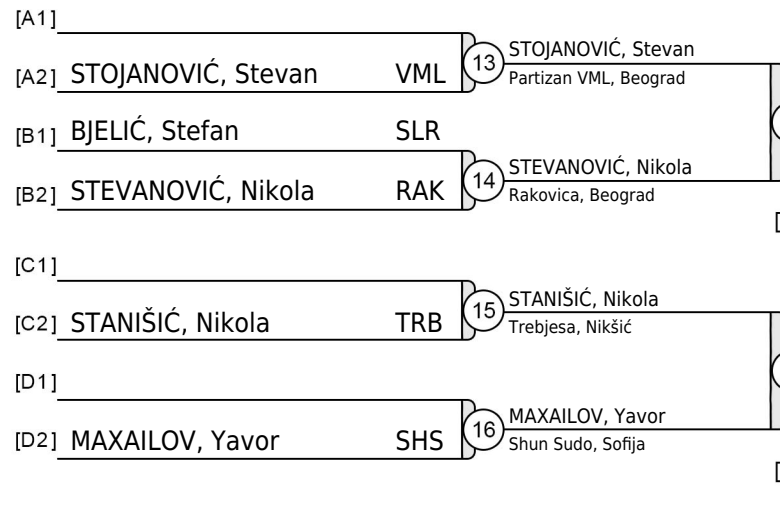 [A1]
[A2] STOJANOVIĆ, Stevan VML
13
STOJANOVIĆ, Stevan
Partizan VML, Beograd
[B1] BJELIĆ, Stefan SLR
[B2] STEVANOVIĆ, Nikola RAK
14
STEVANOVIĆ, Nikola
Rakovica, Beograd
[C1]
[C2] STANIŠIĆ, Nikola TRB
15
STANIŠIĆ, Nikola
Trebjesa, Nikšić
[D1]
[D2] MAXAILOV, Yavor SHS
16
MAXAILOV, Yavor
Shun Sudo, Sofija